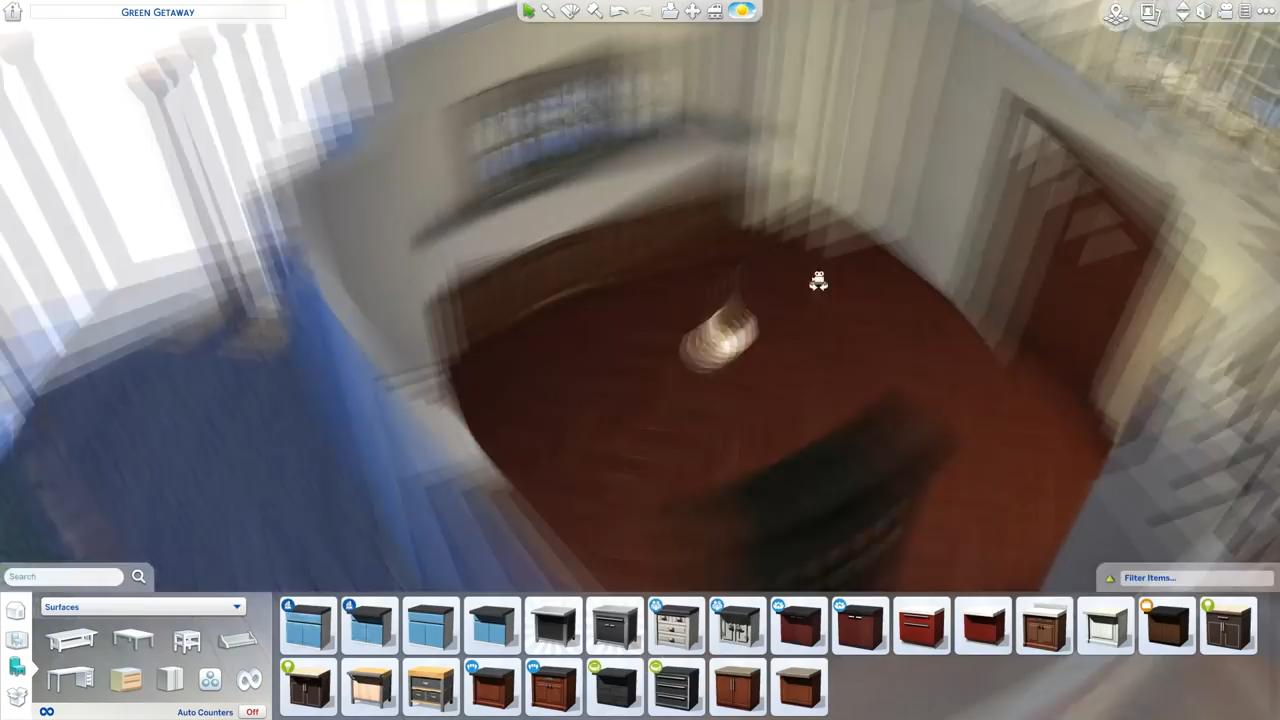 Green Getaway
Search
Filter Items...
Surfaces
Auto Counters
Off